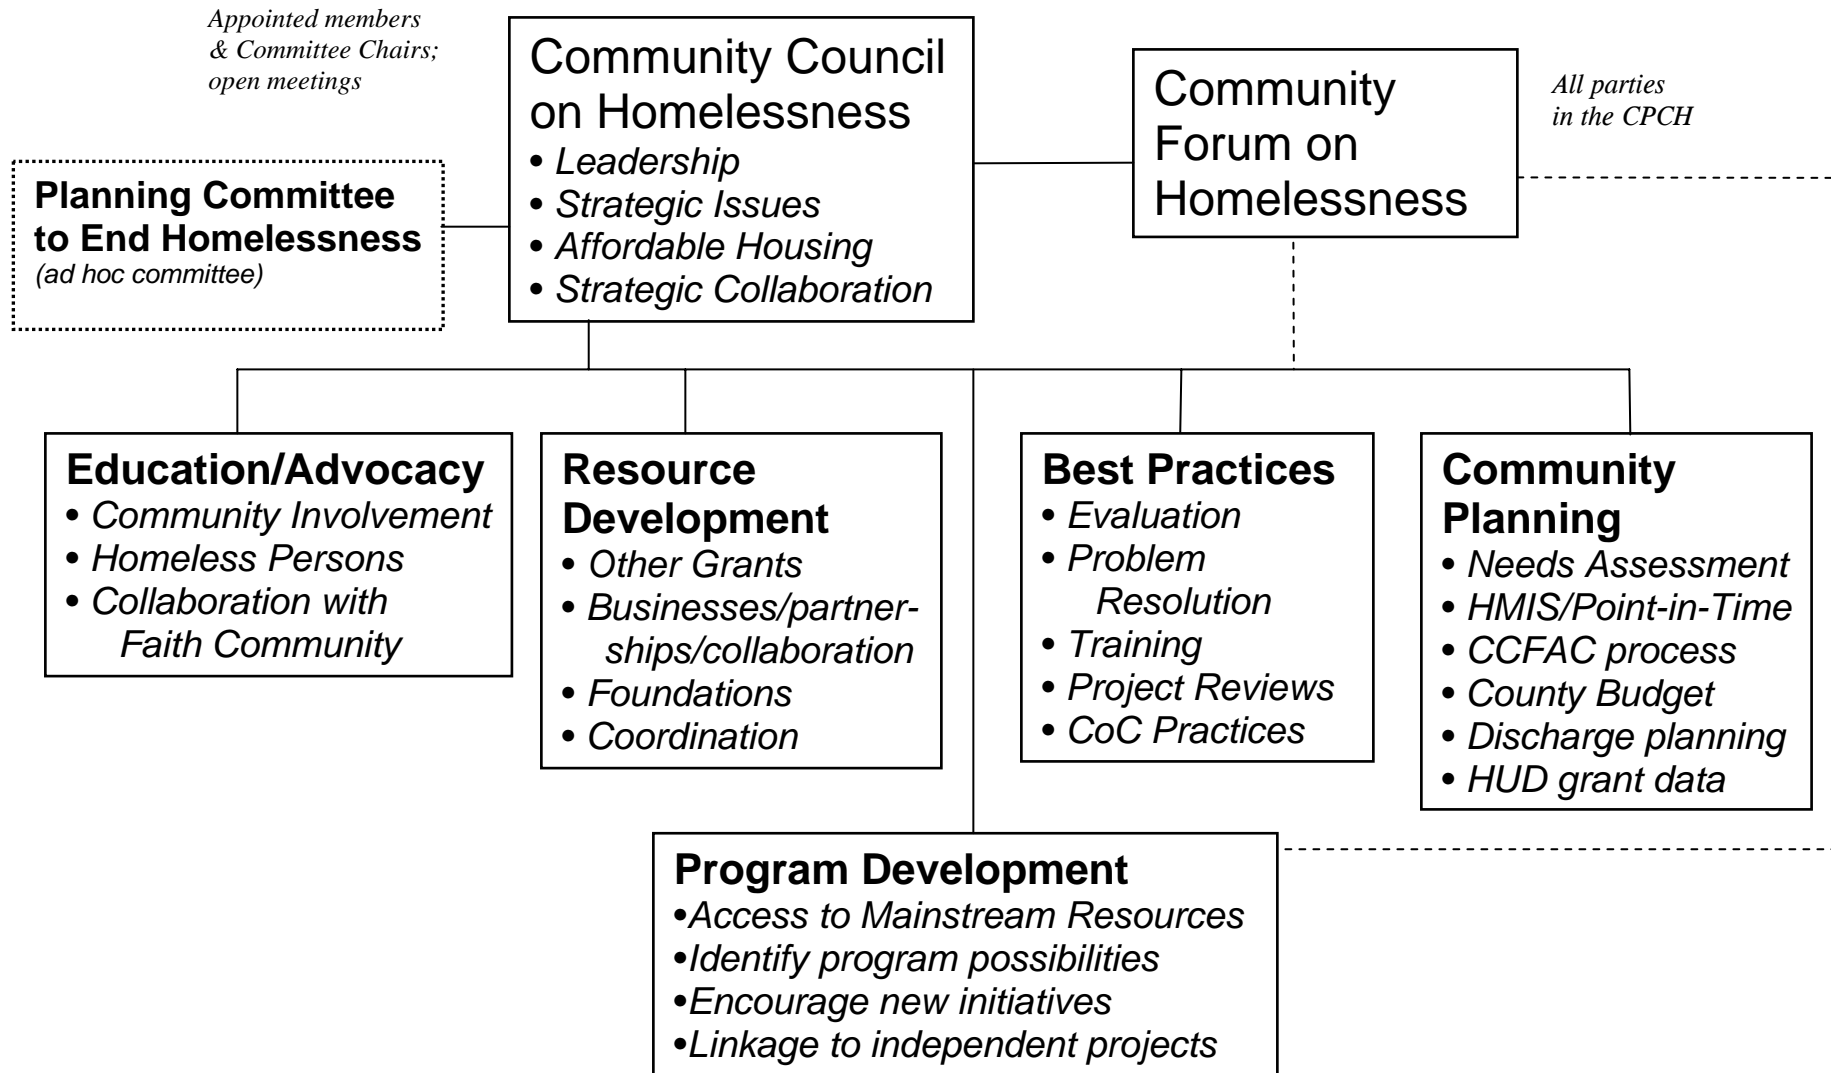 Appointed members
& Committee Chairs;
open meetings
Community Council
on Homelessness
• Leadership
• Strategic Issues
• Affordable Housing
• Strategic Collaboration
Community
Forum on
Homelessness
All parties
in the CPCH
Planning Committee
to End Homelessness
(ad hoc committee)
Education/Advocacy
• Community Involvement
• Homeless Persons
• Collaboration with
Faith Community
Resource
Development
• Other Grants
• Businesses/partner-
ships/collaboration
• Foundations
• Coordination
Best Practices
• Evaluation
• Problem
Resolution
• Training
• Project Reviews
• CoC Practices
Community
Planning
• Needs Assessment
• HMIS/Point-in-Time
• CCFAC process
• County Budget
• Discharge planning
• HUD grant data
Program Development
•Access to Mainstream Resources
•Identify program possibilities
•Encourage new initiatives
•Linkage to independent projects